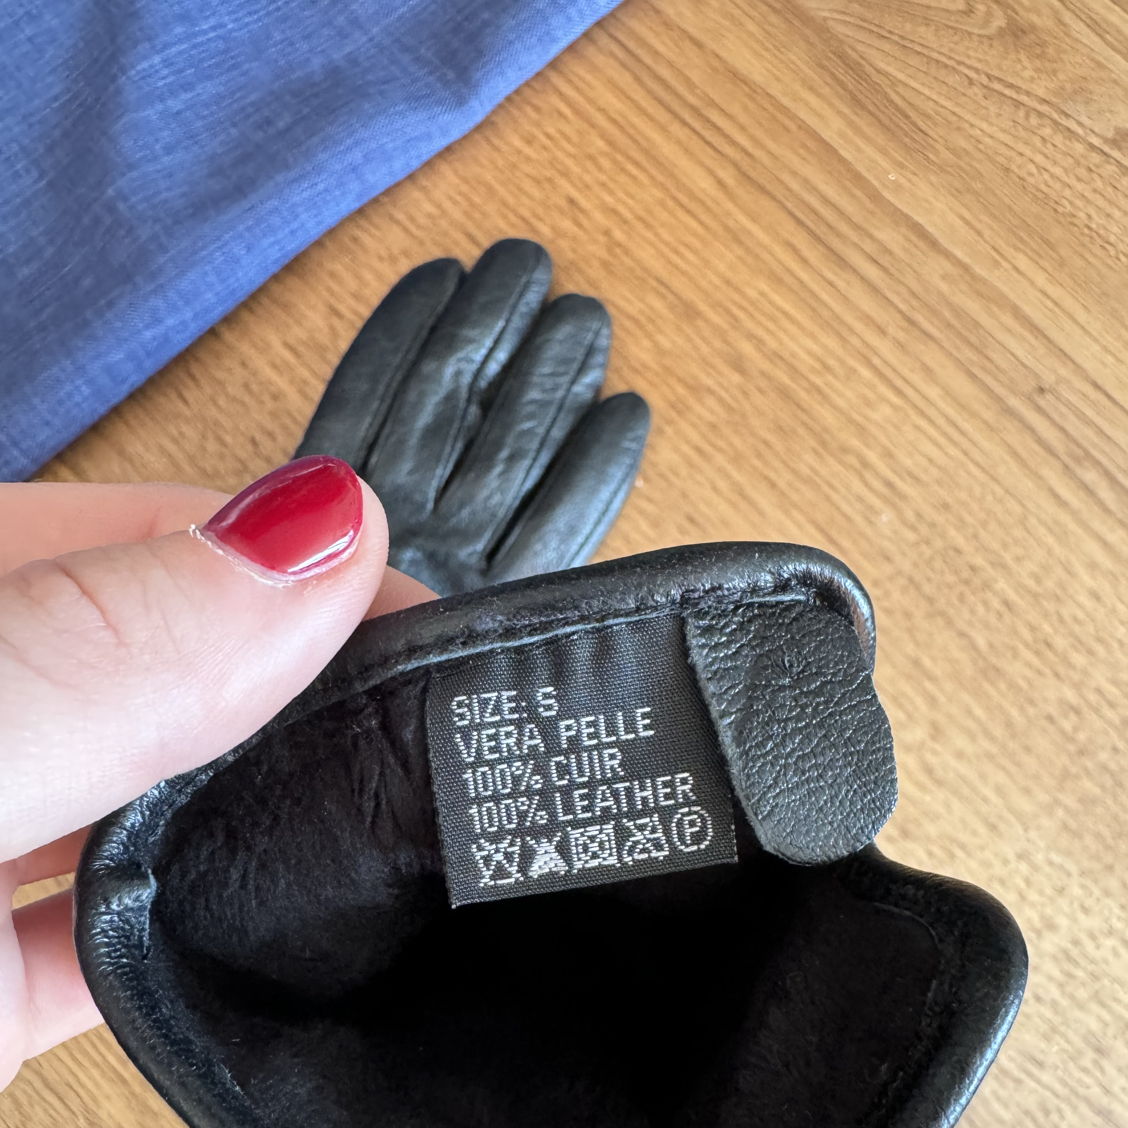 SIZE: S
VERA PELLE
100% CUIR
100% LEATHER
P